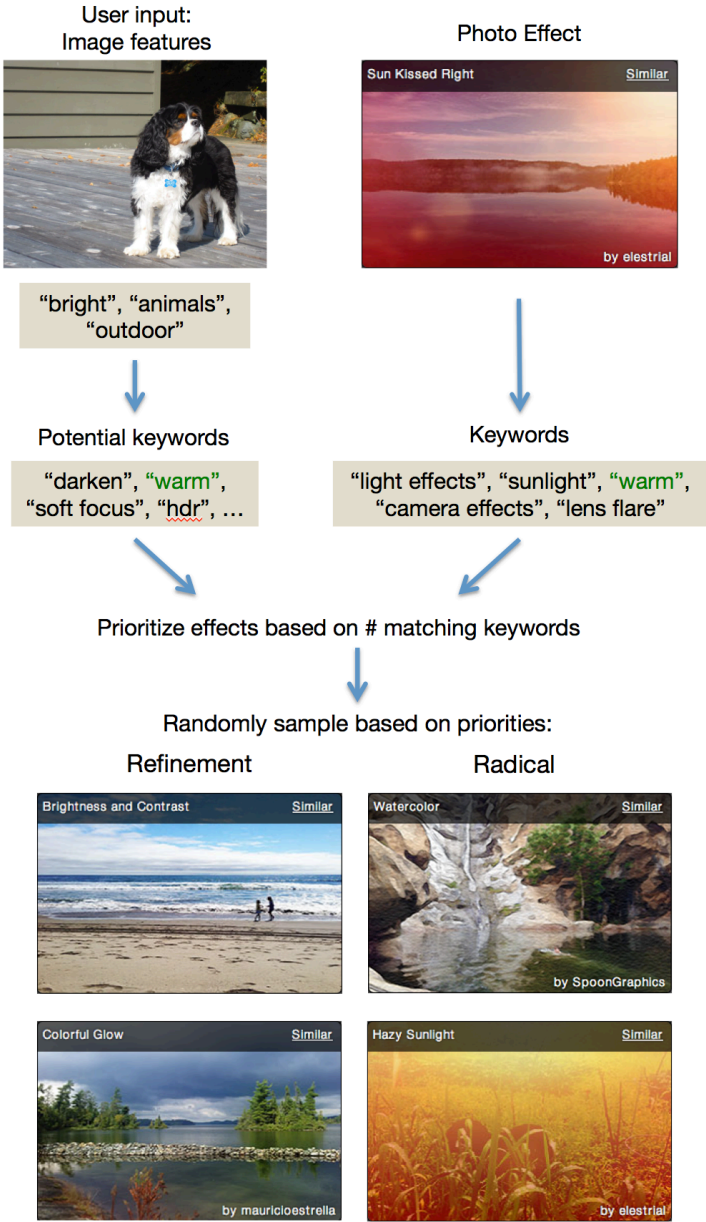 User input:
Image features
Photo Effect
Sun Kissed Right
Similar
by elestrial
“bright”, “animals”,
“outdoor”
Potential keywords
Keywords
“darken”, “warm”,
“soft focus”, “hdr”, …
“light effects”, “sunlight”, “warm”,
“camera effects”, “lens flare”
Prioritize effects based on # matching keywords
Randomly sample based on priorities:
Refinement
Radical
Brightness and Contrast
Similar
Watercolor
Similar
by SpoonGraphics
Colorful Glow
Similar
by mauricioestrella
Hazy Sunlight
Similar
by elestrial